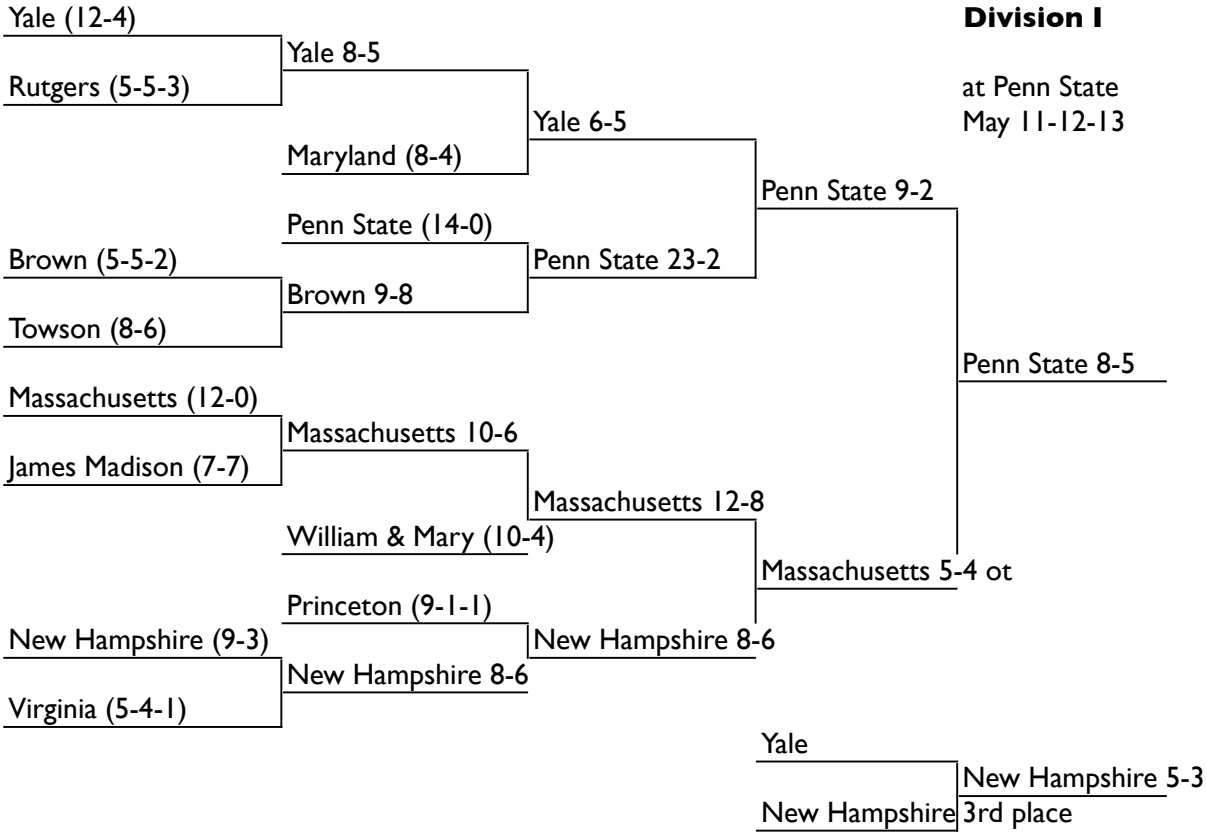 Yale (12-4)
Division I
Yale 8-5
Rutgers (5-5-3)
at Penn State
Yale 6-5
May 11-12-13
Maryland (8-4)
Penn State 9-2
Penn State (14-0)
Brown (5-5-2)
Penn State 23-2
Brown 9-8
Towson (8-6)
Penn State 8-5
Massachusetts (12-0)
Massachusetts 10-6
James Madison (7-7)
Massachusetts 12-8
William & Mary (10-4)
Massachusetts 5-4 ot
Princeton (9-1-1)
New Hampshire (9-3)
New Hampshire 8-6
New Hampshire 8-6
Virginia (5-4-1)
Yale
New Hampshire 5-3
New Hampshire 3rd place